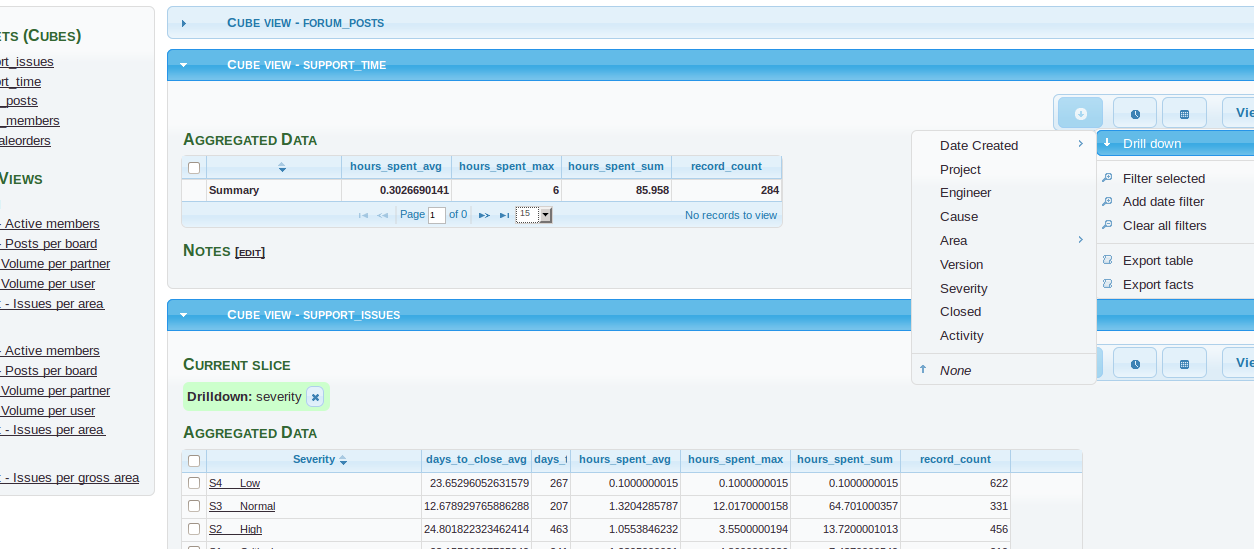 ETS (CUBES)
ort_issues
ort_time
_posts
_members
aleorders
VIEWS
- Active members
- Posts per board
Volume per partner
Volume per user
- Issues per area
- Active members
- Posts per board
Volume per partner
Volume per user
- Issues per area
- Issues per gross area
CUBE VIEW - FORUM_POSTS
CUBE VIEW - SUPPORT_TIME
Vie
AGGREGATED DATA
hours_spent_avg hours_spent_max hours_spent_sum record_count
Summary 0.3026690141 6 85.958 284
Page 1 of 0 15 No records to view
NOTES [EDIT]
Drill down
Filter selected
Add date filter
Clear all filters
Export table
Export facts
Date Created
Project
Engineer
Cause
Area
Version
Severity
Closed
Activity
None
CUBE VIEW - SUPPORT_ISSUES
Vie
CURRENT SLICE
Drilldown: severity
AGGREGATED DATA
Severity days_to_close_avg days_t hours_spent_avg hours_spent_max hours_spent_sum record_count
S4 Low 23.65296052631579 267 0.1000000015 0.1000000015 0.1000000015 622
S3 Normal 12.678929765886288 207 1.3204285787 12.0170000158 64.701000357 331
S2 High 24.801822323462414 463 1.0553846232 3.5500000194 13.7200001013 456